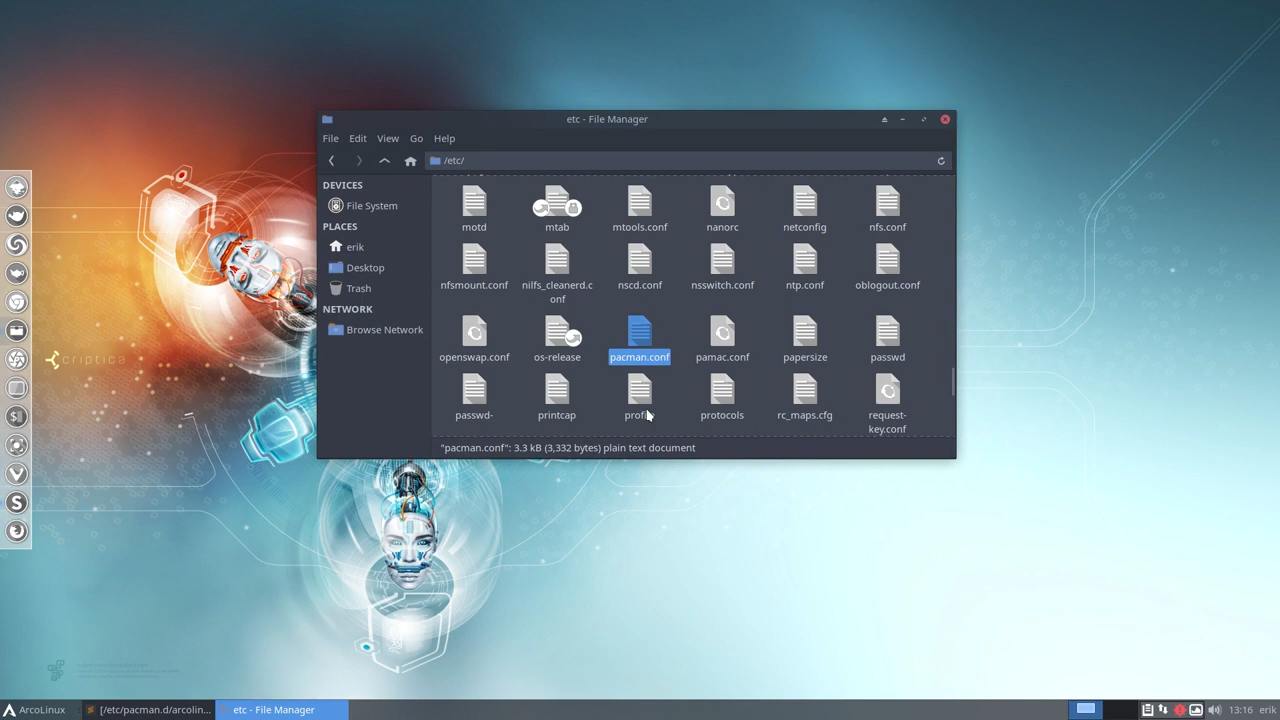 etc - File Manager
File Edit View Go Help
/etc/
DEVICES
File System
PLACES
erik
Desktop
Trash
NETWORK
Browse Network
motd mtab mtools.conf nanorc netconfig nfs.conf
nfsmount.conf nilfs_cleanerd.c nscd.conf nsswitch.conf ntp.conf oblogout.conf
onf
openswap.conf os-release pacman.conf pamac.conf papersize passwd
passwd- printcap profile protocols rc_maps.cfg request-
key.conf
"pacman.conf": 3.3 kB (3,332 bytes) plain text document
criptica
ArcoLinux [/etc/pacman.d/arcolin... etc - File Manager 13:16 erik